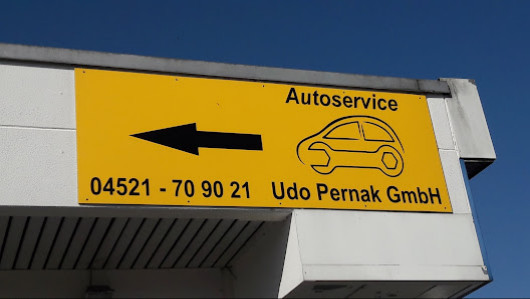 Autoservice
04521 - 70 90 21 Udo Pernak GmbH